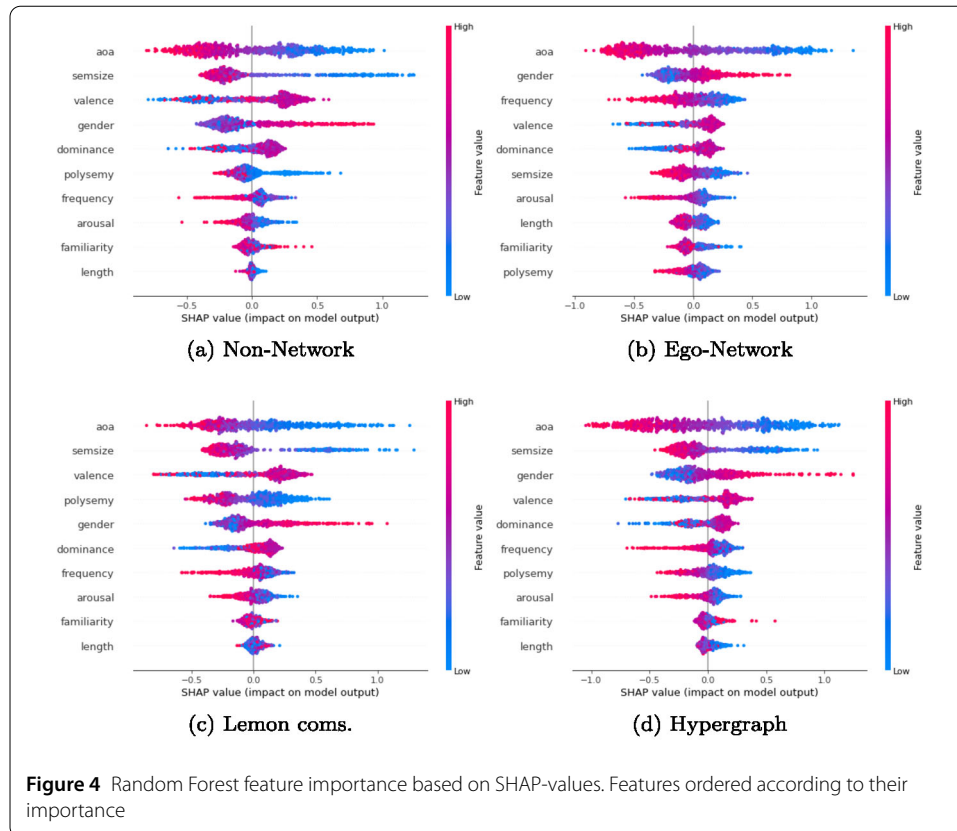 High
aoa
semsize
valence
gender
dominance
polysemy
frequency
arousal
familiarity
length
Feature value
Low
−0.5 0.0 0.5 1.0
SHAP value (impact on model output)
(a) Non-Network
High
aoa
gender
frequency
valence
dominance
semsize
arousal
length
familiarity
polysemy
Feature value
Low
−1.0 −0.5 0.0 0.5 1.0
SHAP value (impact on model output)
(b) Ego-Network
High
aoa
semsize
valence
polysemy
gender
dominance
frequency
arousal
familiarity
length
Feature value
Low
−0.5 0.0 0.5 1.0
SHAP value (impact on model output)
(c) Lemon coms.
High
aoa
semsize
gender
valence
dominance
frequency
polysemy
arousal
familiarity
length
Feature value
Low
−1.0 −0.5 0.0 0.5 1.0
SHAP value (impact on model output)
(d) Hypergraph
Figure 4 Random Forest feature importance based on SHAP-values. Features ordered according to their
importance